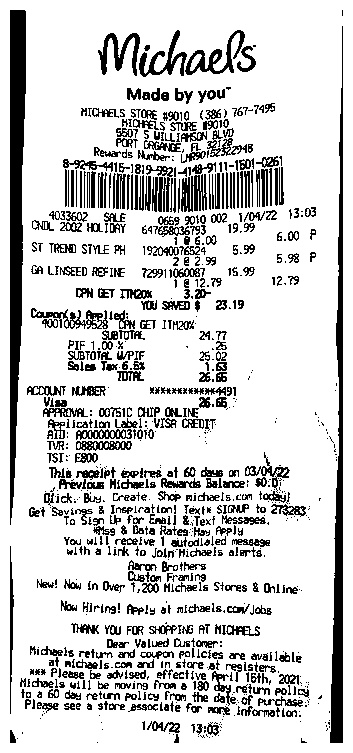 Michaels
Made by you™
MICHAELS STORE #9010 (386) 767-7495
MICHAELS STORE #9010
5507 S WILLIAMSON BLVD
PORT ORGANGE, FL 32128
Rewards Number:
8-9245-4415-1819-5921-4148-9111-1501-0261
4033602 SALE 0659 9010 002 1/04/22 13:03
CNDL 2002 HOLIDAY 647658036793 19.99
1 @ 6.00 6.00 P
ST TREND STYLE PH 192040076524 5.99
2 @ 2.99 5.98 P
GA LINSEED REFINE 729911060087 15.99
1 @ 12.79 12.79
CPN GET ITM20% 3.20-
YOU SAVED $ 23.19
Coupon(s) Applied:
400100949528 CPN GET ITM20%
SUBTOTAL 24.77
PIF 1.00 % .25
SUBTOTAL W/PIF 25.02
Sales Tax 6.5% 1.63
TOTAL 26.65
ACCOUNT NUMBER ************4491
Visa 26.65
APPROVAL: 00751C CHIP ONLINE
Application Label: VISA CREDIT
AID: A0000000031010
TVR: 0880008000
TSI: E800
This receipt expires at 60 days on 03/04/22
Previous Michaels Rewards Balance: $0.0
Click. Buy. Create. Shop michaels.com today!
Get Savings & Inspiration! Text* SIGNUP to 273283
To Sign Up for Email & Text Messages.
*Msg & Data Rates May Apply
You will receive 1 autodialed message
with a link to Join Michaels alerts.
Aaron Brothers
Custom Framing
New! Now in Over 1,200 Michaels Stores & Online
Now Hiring! Apply at michaels.com/jobs
THANK YOU FOR SHOPPING AT MICHAELS
Dear Valued Customer:
Michaels return and coupon policies are available
at michaels.com and in store at registers.
*** Please be advised, effective April 16th, 2021
Michaels will be moving from a 180 day return policy
to a 60 day return policy from the date of purchase.
Please see a store associate for more information.
1/04/22 13:03